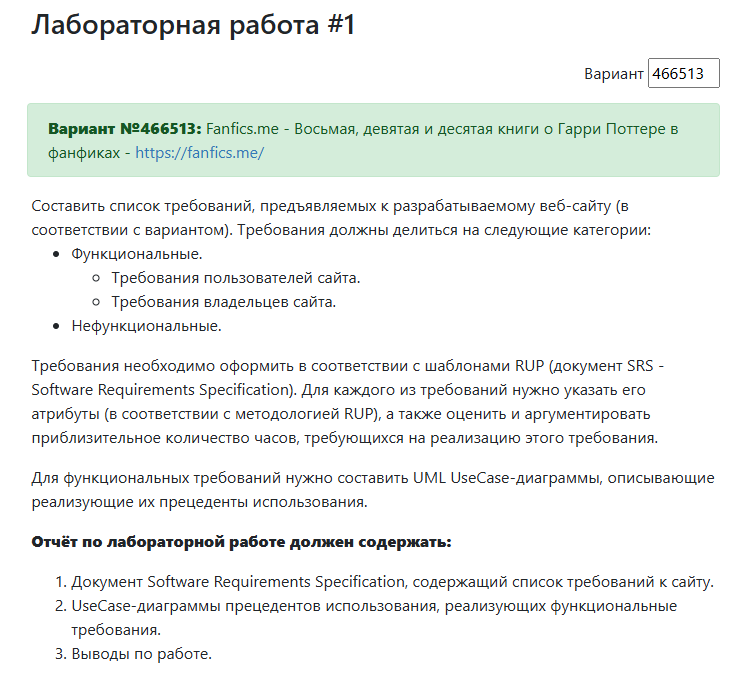 Лабораторная работа #1
Вариант 466513
Вариант №466513: Fanfics.me - Восьмая, девятая и десятая книги о Гарри Поттере в
фанфиках - https://fanfics.me/
Составить список требований, предъявляемых к разрабатываемому веб-сайту (в
соответствии с вариантом). Требования должны делиться на следующие категории:
• Функциональные.
◦ Требования пользователей сайта.
◦ Требования владельцев сайта.
• Нефункциональные.
Требования необходимо оформить в соответствии с шаблонами RUP (документ SRS -
Software Requirements Specification). Для каждого из требований нужно указать его
атрибуты (в соответствии с методологией RUP), а также оценить и аргументировать
приблизительное количество часов, требующихся на реализацию этого требования.
Для функциональных требований нужно составить UML UseCase-диаграммы, описывающие
реализующие их прецеденты использования.
Отчёт по лабораторной работе должен содержать:
1. Документ Software Requirements Specification, содержащий список требований к сайту.
2. UseCase-диаграммы прецедентов использования, реализующих функциональные
требования.
3. Выводы по работе.